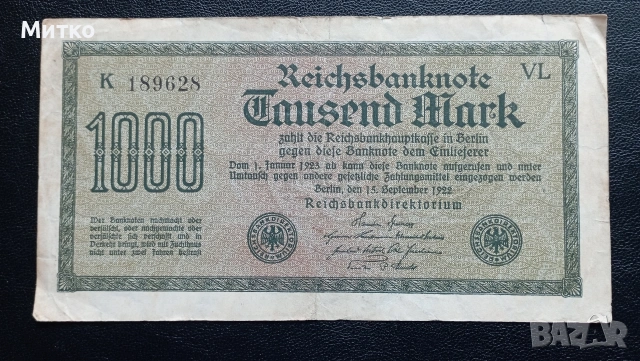 Митко
K 189628
Reichsbanknote
VL
1000
Tausend Mark
zahlt die Reichsbankhauptkasse in Berlin
gegen diese Banknote dem Einlieferer
Vom 1. Januar 1923 ab kann diese Banknote aufgerufen und unter
Umtausch gegen andere gesetzliche Zahlungsmittel eingezogen werden
Berlin, den 15. September 1922
Reichsbankdirektorium
Wer Banknoten nachmacht oder
verfälscht, oder nachgemachte oder
verfälschte sich verschafft und in
Verkehr bringt, wird mit Zuchthaus
nicht unter zwei Jahren bestraft
BAZAR